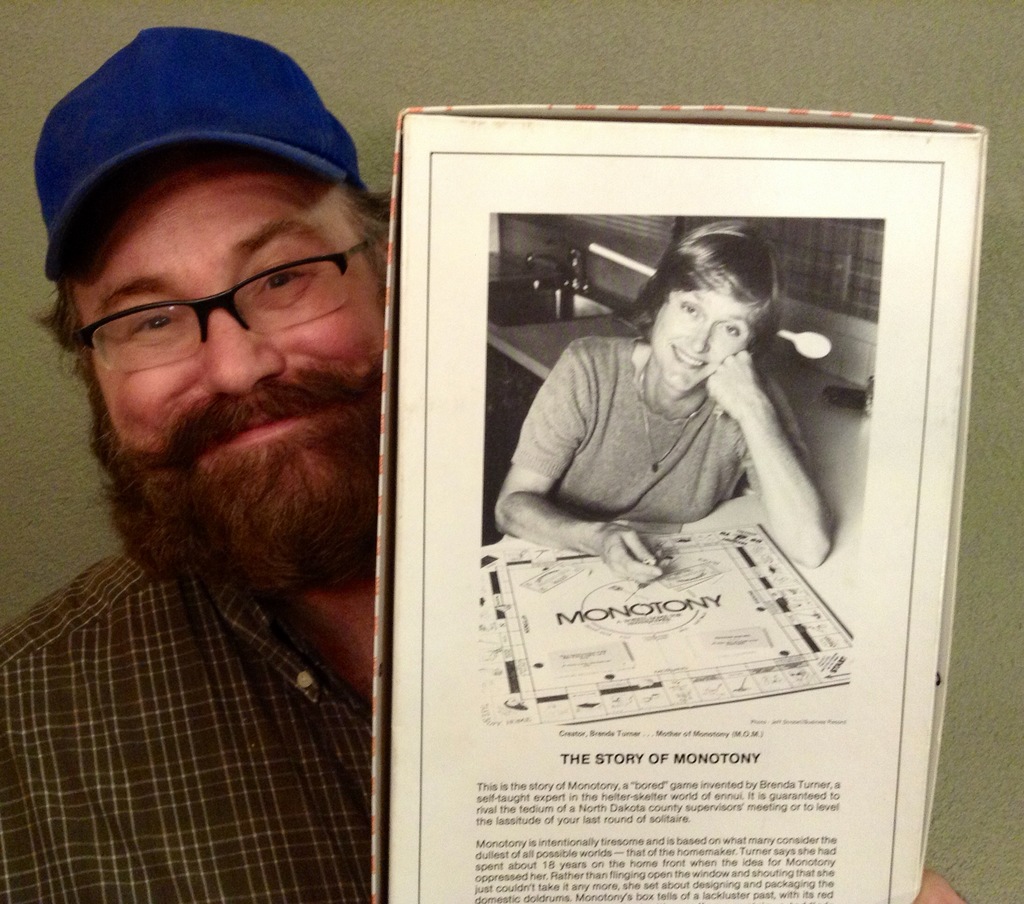 MONOTONY
Creator, Brenda Turner . . . Mother of Monotony (M.O.M.)
THE STORY OF MONOTONY
This is the story of Monotony, a "bored" game invented by Brenda Turner, a
self-taught expert in the helter-skelter world of ennui. It is guaranteed to
rival the tedium of a North Dakota county supervisors' meeting or to level
the lassitude of your last round of solitaire.
Monotony is intentionally tiresome and is based on what many consider the
dullest of all possible worlds — that of the homemaker. Turner says she had
spent about 18 years on the home front when the idea for Monotony
oppressed her. Rather than flinging open the window and shouting that she
just couldn't take it any more, she set about designing and packaging the
domestic doldrums. Monotony's box tells of a lackluster past, with its red